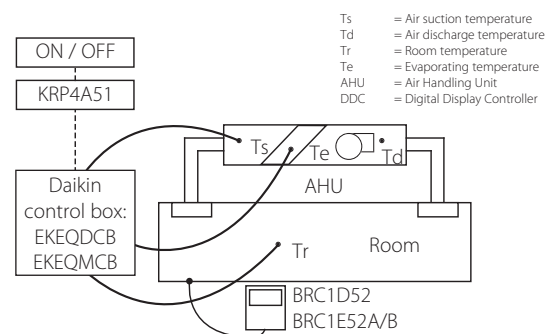 Ts = Air suction temperature
Td = Air discharge temperature
Tr = Room temperature
Te = Evaporating temperature
AHU = Air Handling Unit
DDC = Digital Display Controller
ON / OFF
KRP4A51
Ts
Te
Td
AHU
Daikin
control box:
EKEQDCB
EKEQMCB
Tr
Room
BRC1D52
BRC1E52A/B